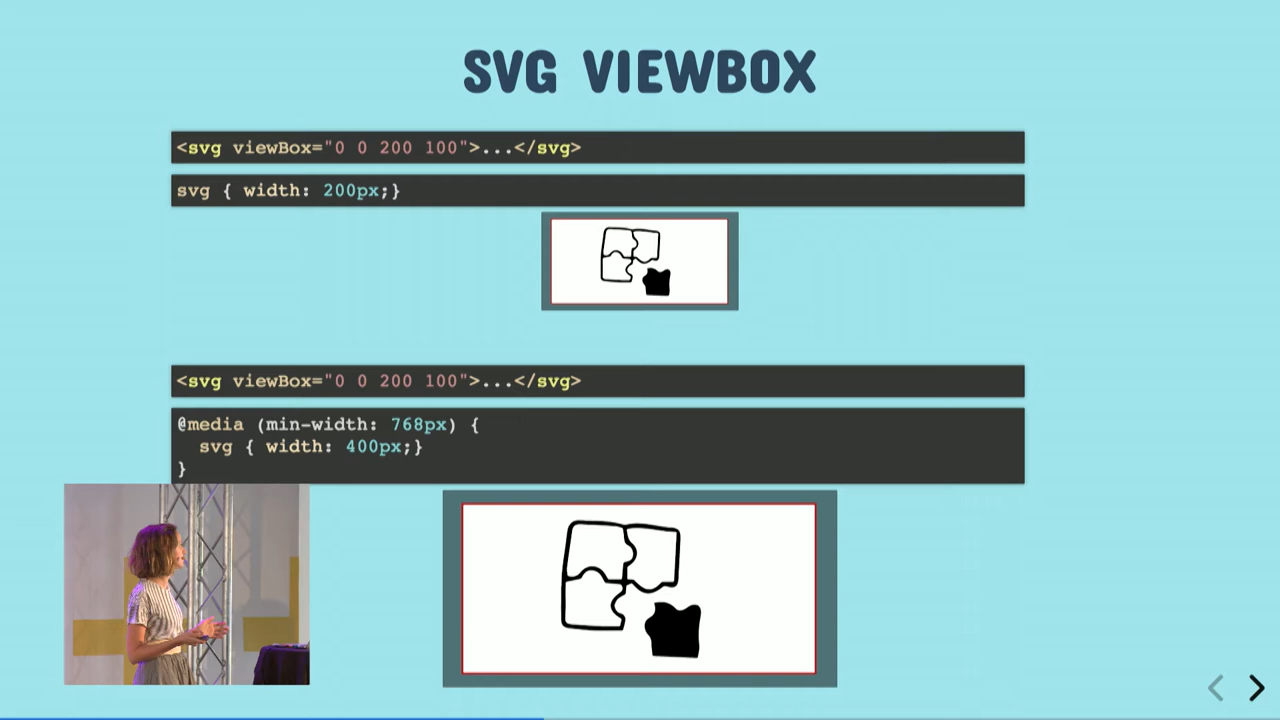 SVG VIEWBOX
<svg viewBox="0 0 200 100">...</svg>
svg { width: 200px;}
<svg viewBox="0 0 200 100">...</svg>
@media (min-width: 768px) {
  svg { width: 400px;}
}